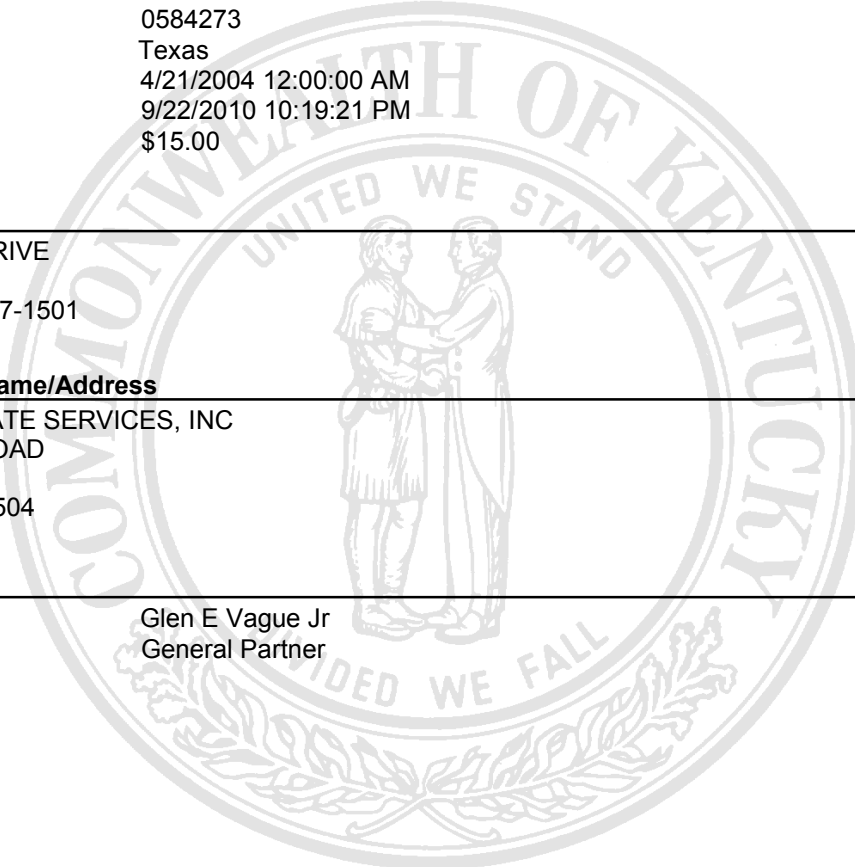 0584273
Texas
4/21/2004 12:00:00 AM
9/22/2010 10:19:21 PM
$15.00
COMMONWEALTH OF KENTUCKY
UNITED WE STAND
RIVE
7-1501
ame/Address
ATE SERVICES, INC
OAD
504
Glen E Vague Jr
General Partner
DIVIDED WE FALL